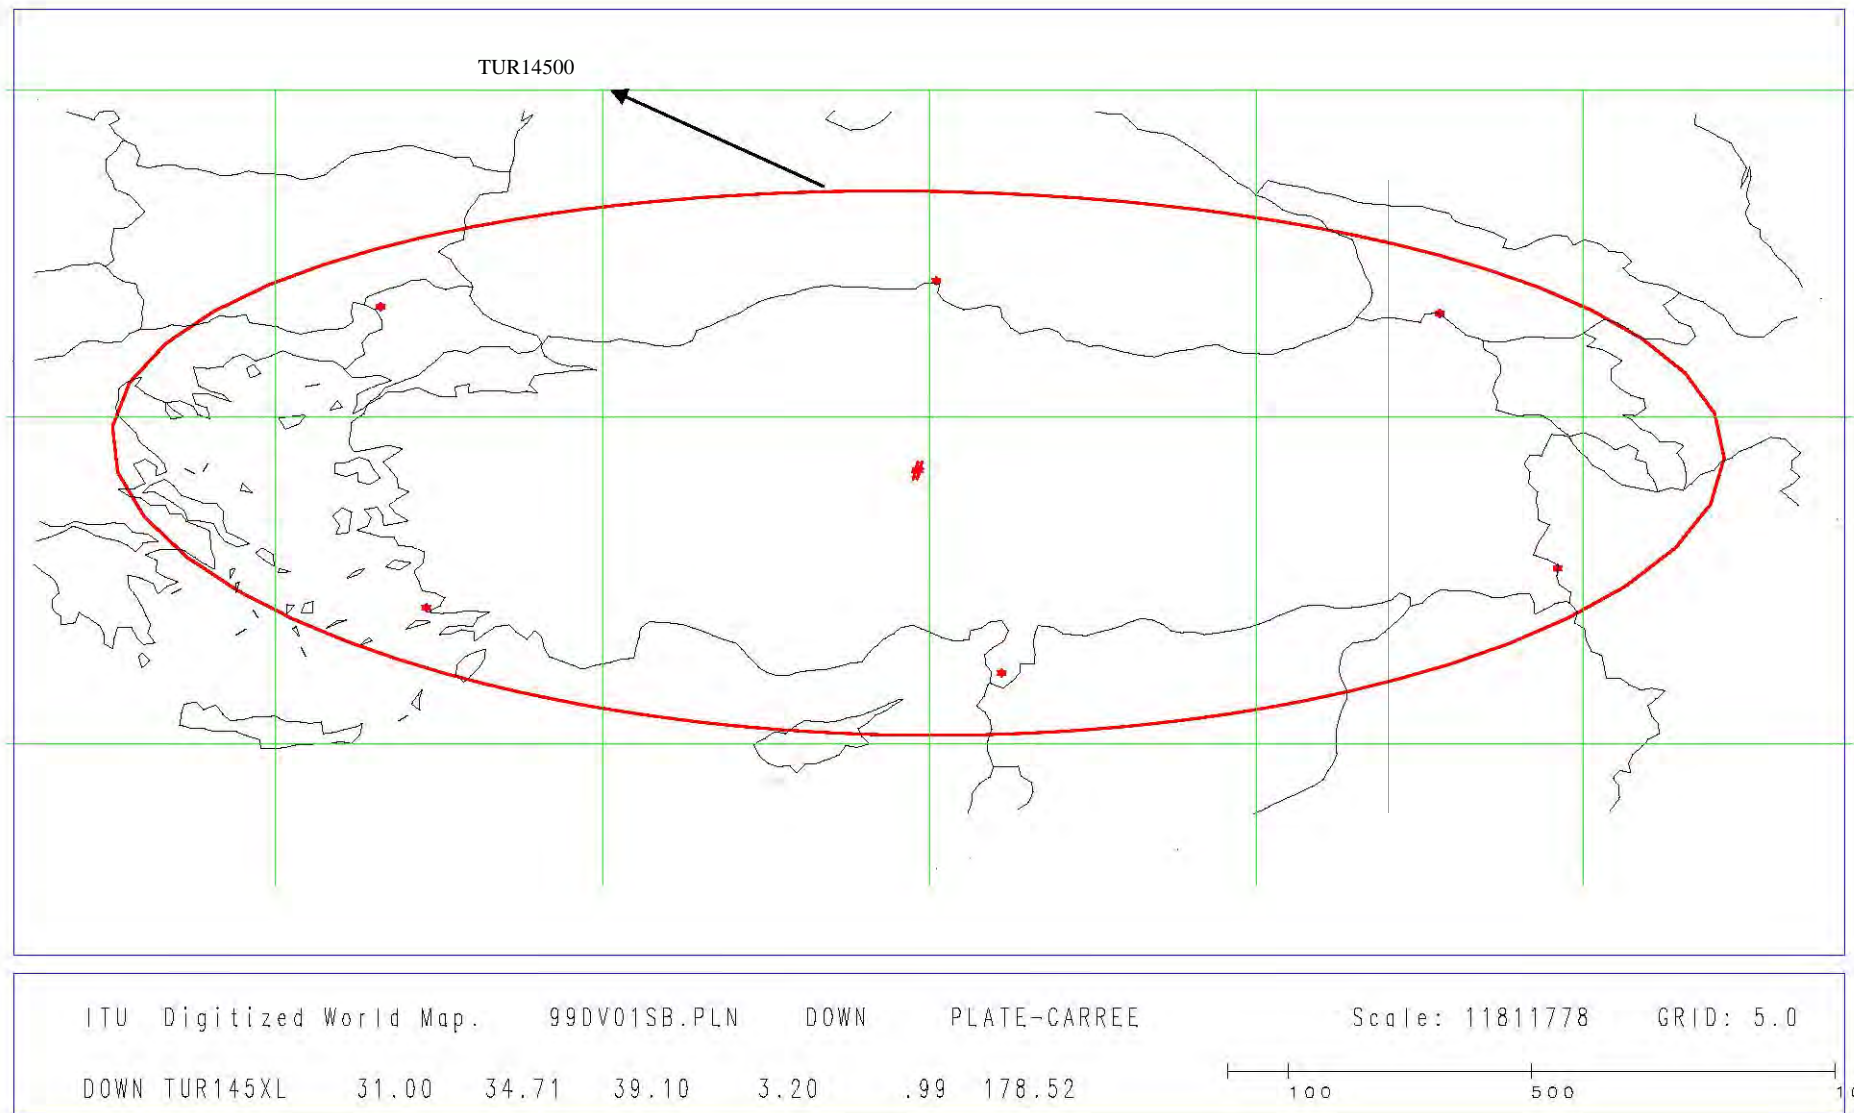 TUR14500
#
ITU Digitized World Map. 99DV01SB.PLN DOWN PLATE-CARREE Scale: 11811778 GRID: 5.0
DOWN TUR145XL 31.00 34.71 39.10 3.20 .99 178.52
100 500